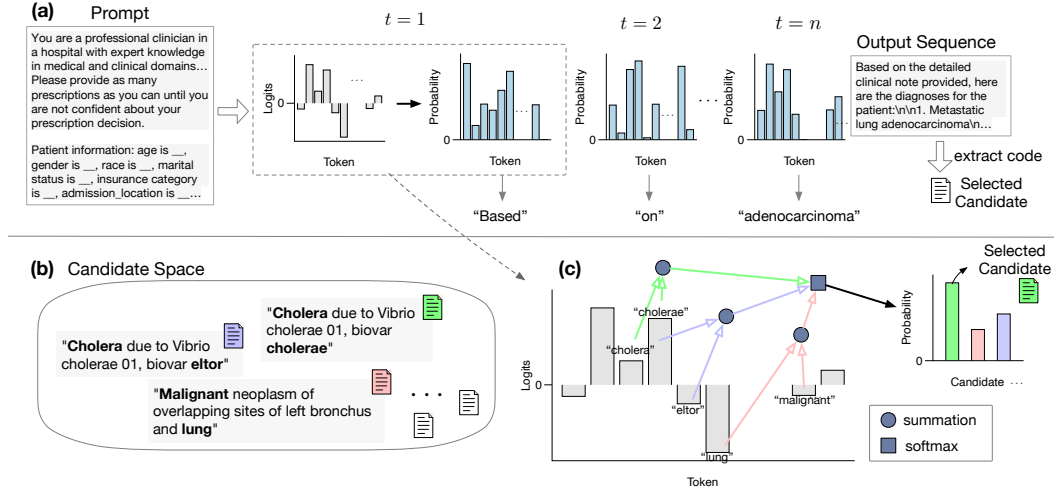 (a)
Prompt
You are a professional clinician in
a hospital with expert knowledge
in medical and clinical domains…
Please provide as many
prescriptions as you can until you
are not confident about your
prescription decision.
Patient information: age is __,
gender is __, race is __, marital
status is __, insurance category
is __, admission_location is __…
t = 1
Logits
0
...
Token
Probability
0
...
Token
"Based"
t = 2
Probability
0
...
Token
"on"
...
t = n
Probability
0
...
Token
"adenocarcinoma"
Output Sequence
Based on the detailed
clinical note provided, here
are the diagnoses for the
patient:\n\n1. Metastatic
lung adenocarcinoma\n…
extract code
Selected
Candidate
(b)
Candidate Space
"Cholera due to Vibrio
cholerae 01, biovar
cholerae"
"Cholera due to Vibrio
cholerae 01, biovar eltor"
"Malignant neoplasm of
overlapping sites of left bronchus
and lung"
...
(c)
Logits
0
"cholerae"
"cholera"
"eltor"
"malignant"
"lung"
Token
Selected
Candidate
Probability
0
Candidate ...
summation
softmax